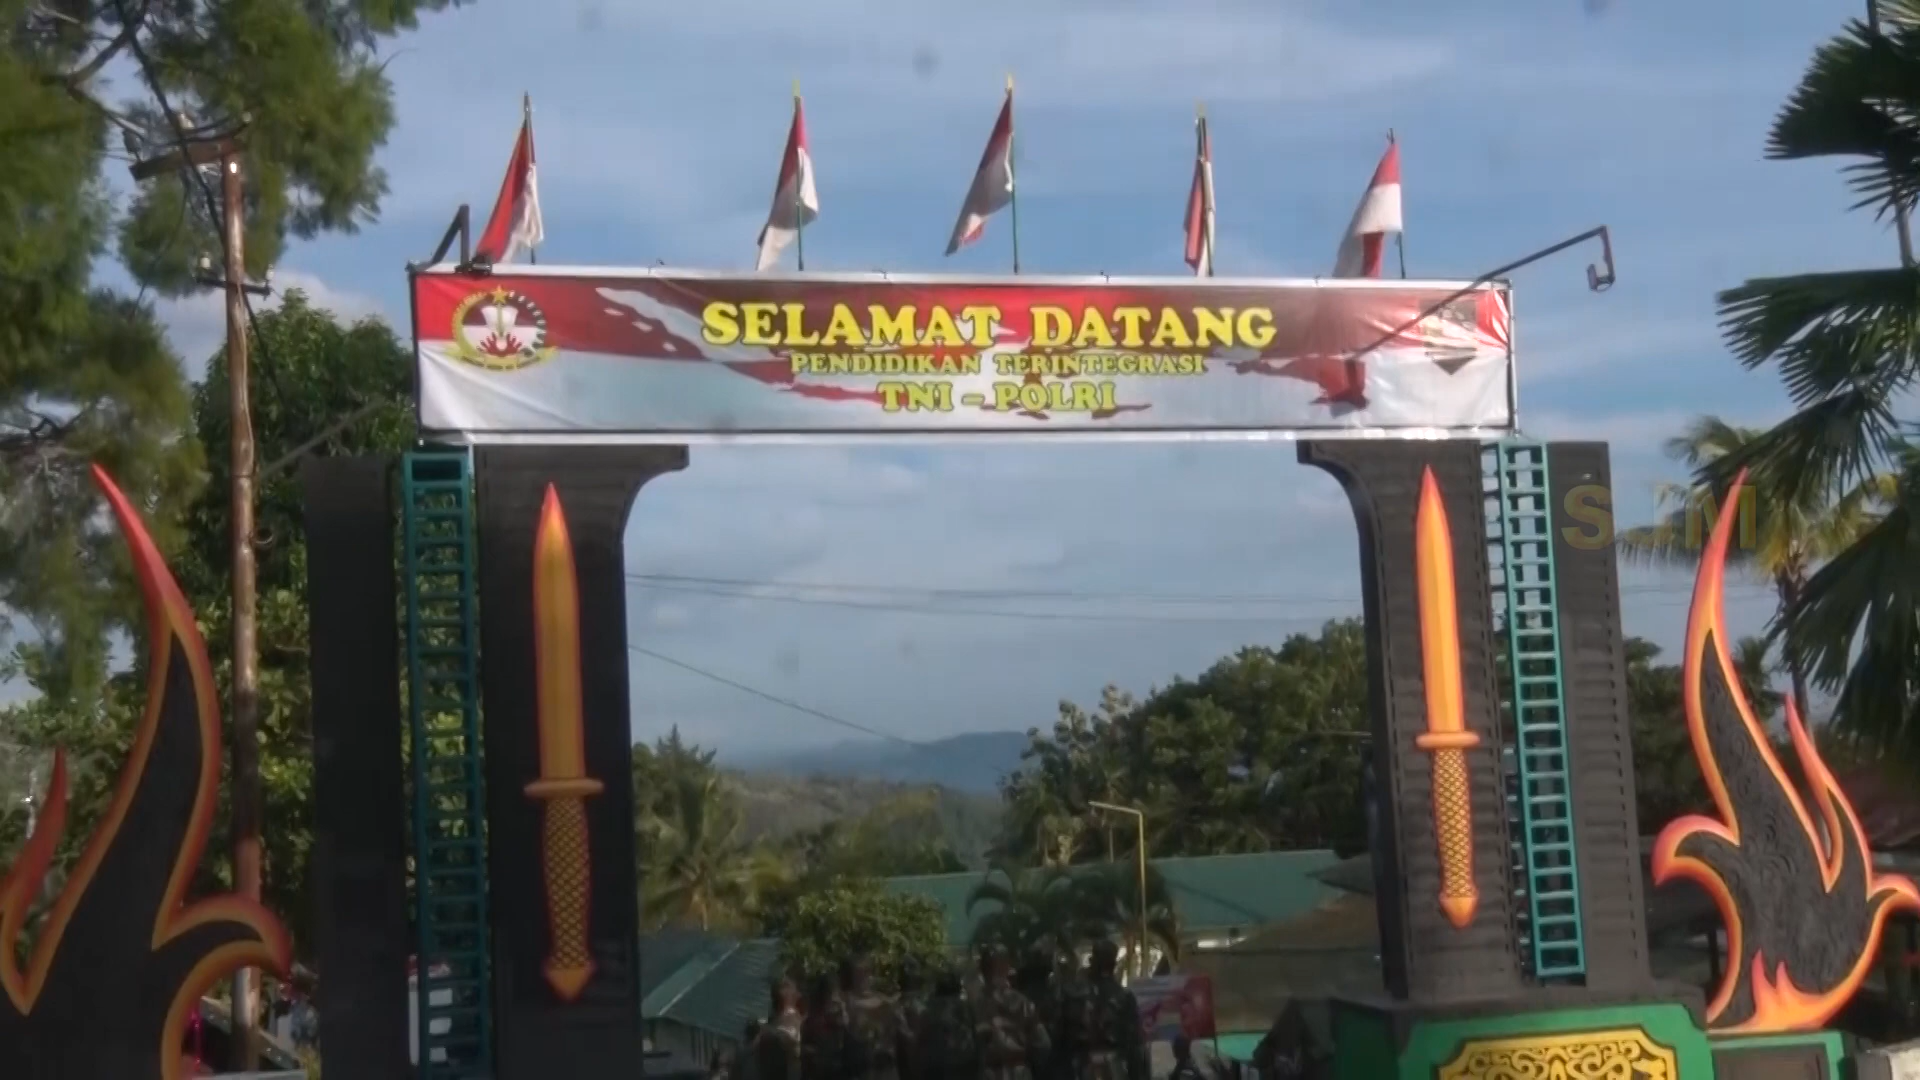 SELAMAT DATANG
PENDIDIKAN TERINTEGRASI
TNI – POLRI